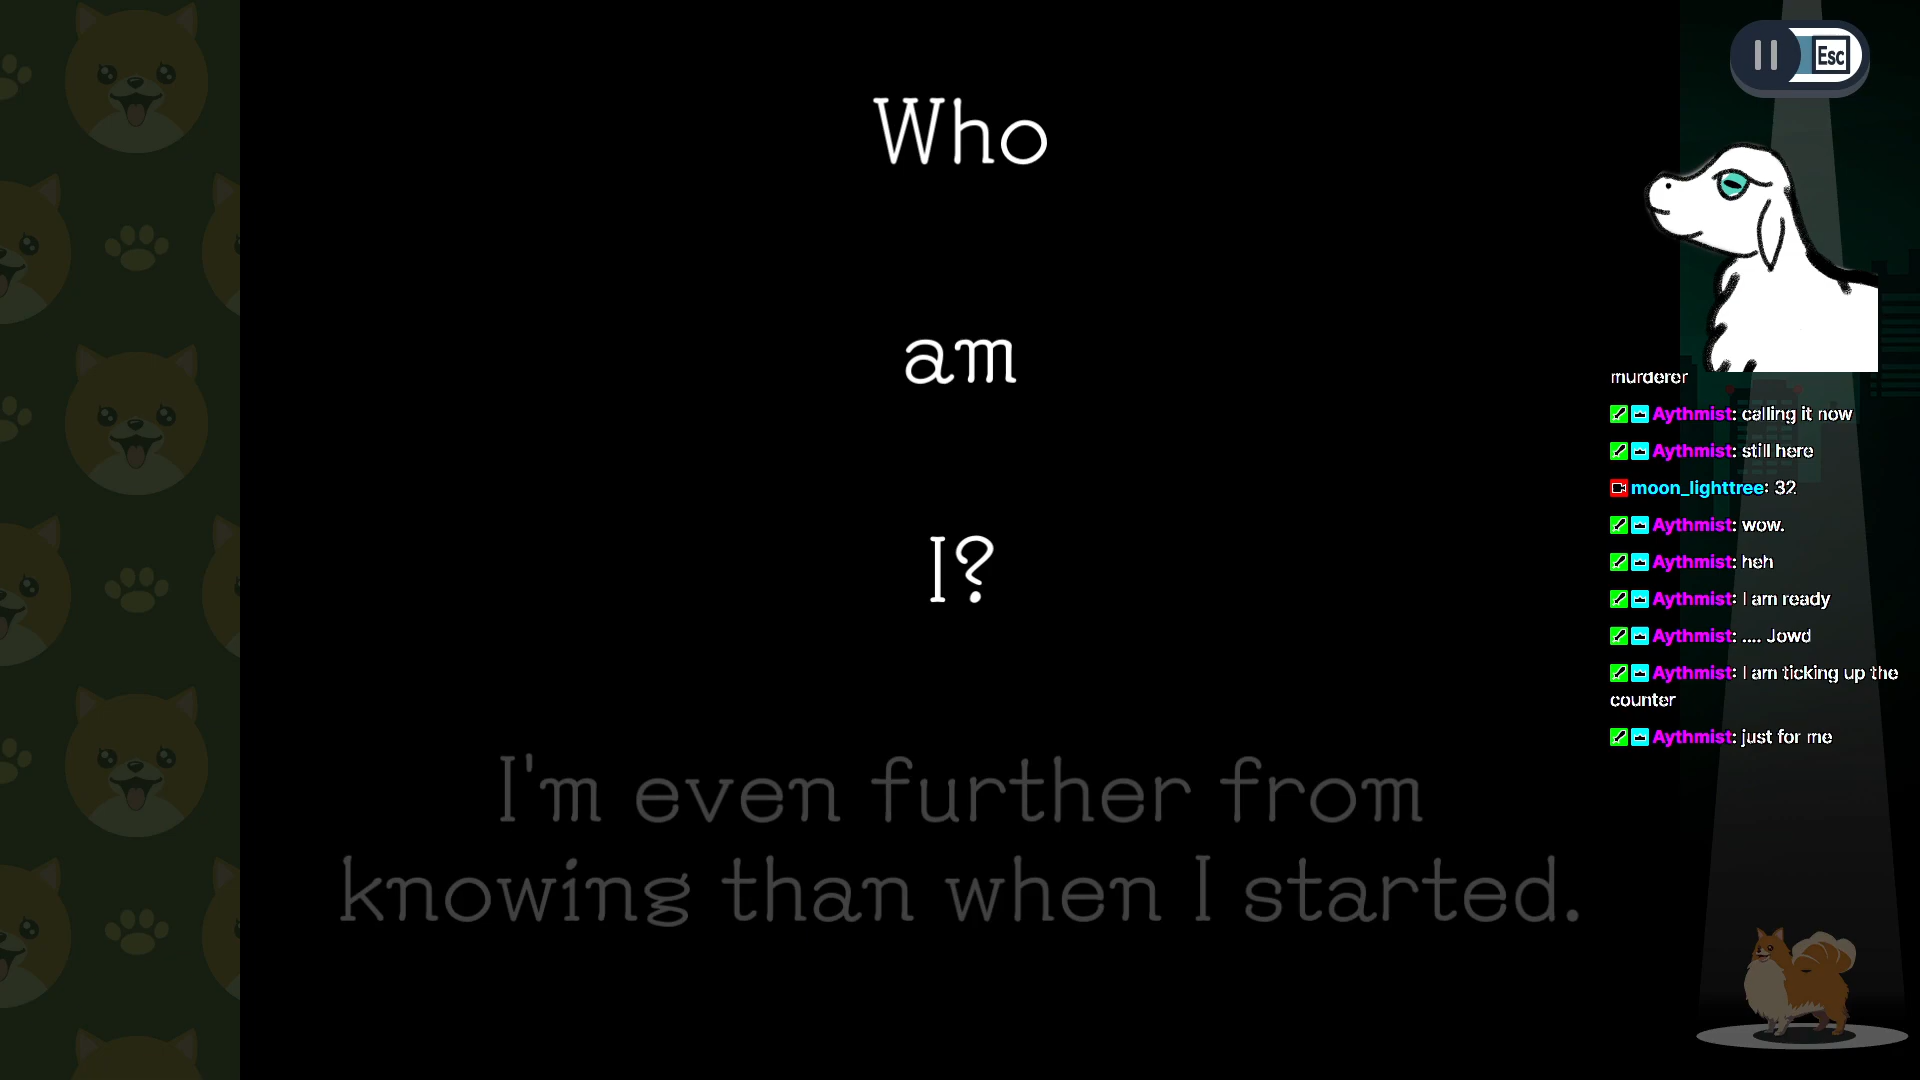 Who
am
I?
I'm even further from
knowing than when I started.
Esc
murderer
Aythmist: calling it now
Aythmist: still here
moon_lighttree: 32
Aythmist: wow.
Aythmist: heh
Aythmist: I am ready
Aythmist: .... Jowd
Aythmist: I am ticking up the
counter
Aythmist: just for me